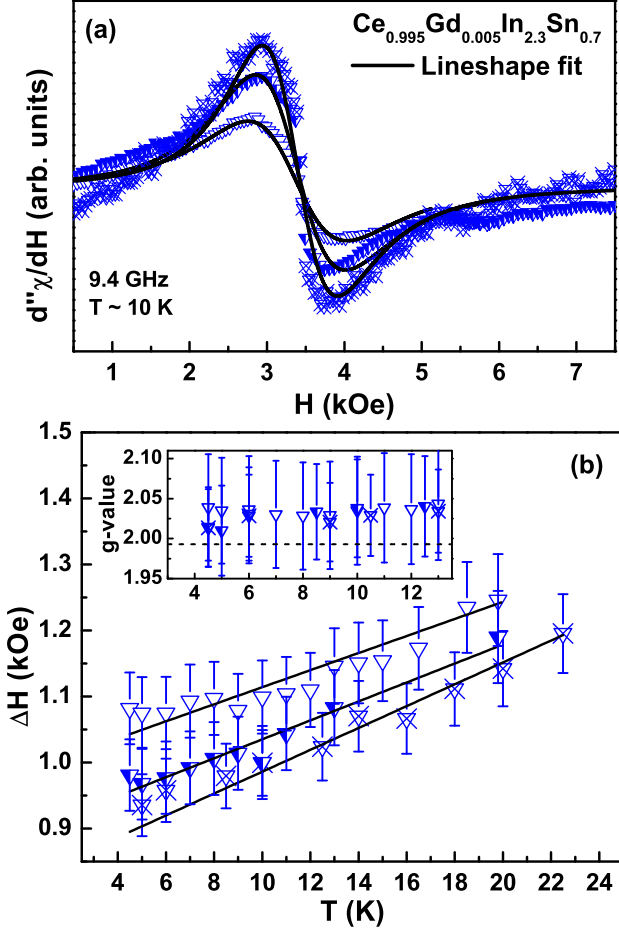 (a)
Ce0.995Gd0.005In2.3Sn0.7
Lineshape fit
d"χ/dH (arb. units)
9.4 GHz
T ~ 10 K
1 2 3 4 5 6 7
H (kOe)
(b)
1.5
1.4
1.3
1.2
1.1
1.0
0.9
ΔH (kOe)
2.10
2.05
2.00
1.95
g-value
4 6 8 10 12
4 6 8 10 12 14 16 18 20 22 24
T (K)